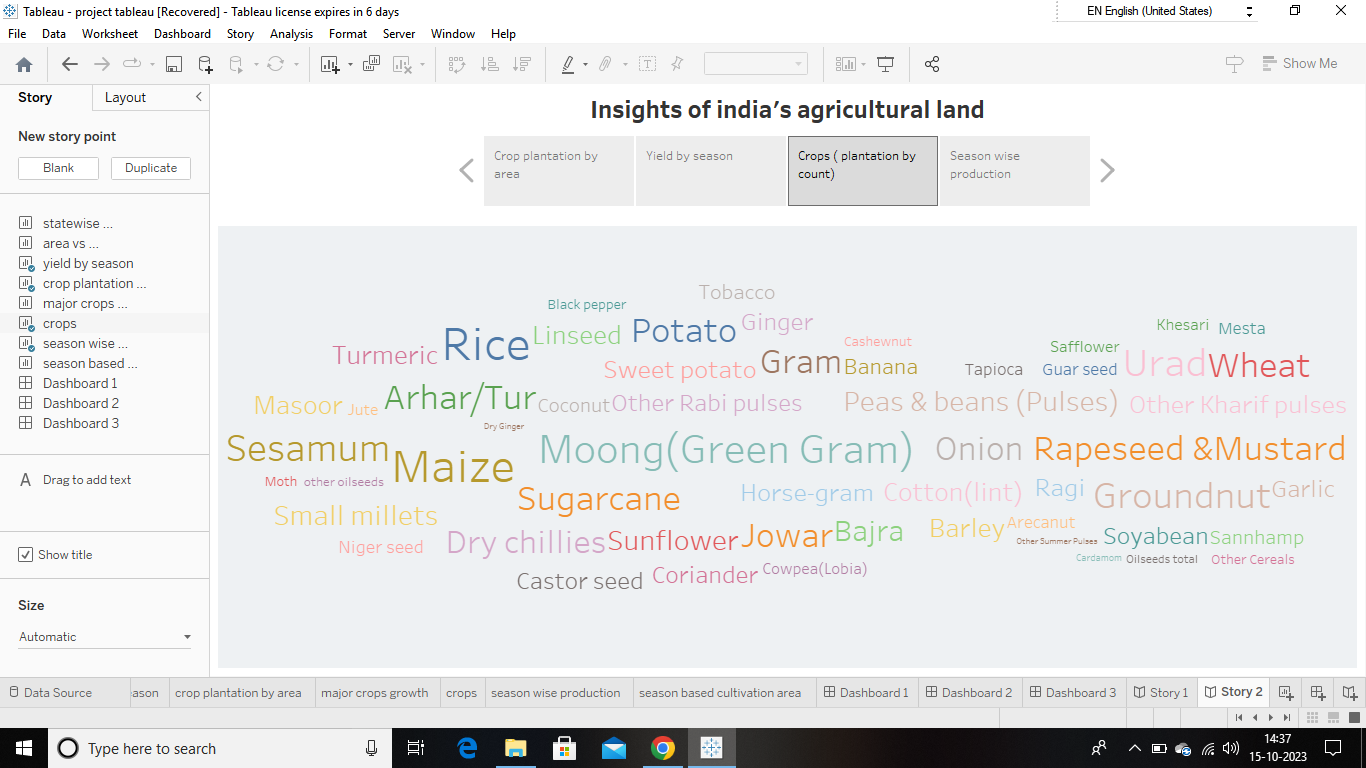 Tableau - project tableau [Recovered] - Tableau license expires in 6 days
EN English (United States)
File Data Worksheet Dashboard Story Analysis Format Server Window Help
Show Me
Story Layout
New story point
Blank Duplicate
statewise ...
area vs ...
yield by season
crop plantation ...
major crops ...
crops
season wise ...
season based ...
Dashboard 1
Dashboard 2
Dashboard 3
A Drag to add text
Show title
Size
Automatic
Insights of india’s agricultural land
Crop plantation by
area
Yield by season
Crops ( plantation by
count)
Season wise
production
Tobacco
Black pepper
Rice
Linseed
Potato
Ginger
Khesari
Mesta
Turmeric
Cashewnut
Safflower
Sweet potato
Gram
Banana
Tapioca
Guar seed
Urad
Wheat
Masoor
Jute
Arhar/Tur
Coconut
Other Rabi pulses
Peas & beans (Pulses)
Other Kharif pulses
Dry Ginger
Sesamum
Maize
Moong(Green Gram)
Onion
Rapeseed &Mustard
Moth
other oilseeds
Sugarcane
Horse-gram
Cotton(lint)
Ragi
Groundnut
Garlic
Small millets
Niger seed
Dry chillies
Sunflower
Jowar
Bajra
Barley
Arecanut
Other Summer Pulses
Soyabean
Sannhamp
Castor seed
Coriander
Cowpea(Lobia)
Cardamom
Oilseeds total
Other Cereals
Data Source ason crop plantation by area major crops growth crops season wise production season based cultivation area Dashboard 1 Dashboard 2 Dashboard 3 Story 1 Story 2
Type here to search
14:37
15-10-2023